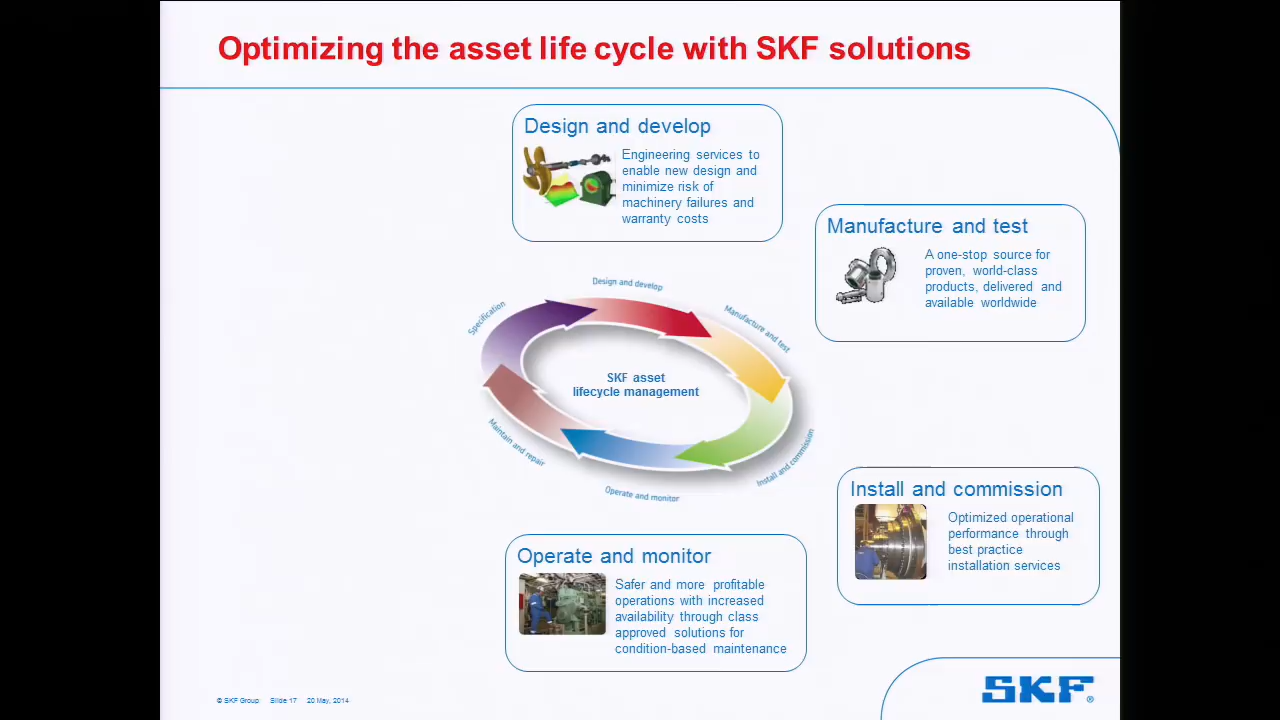 Optimizing the asset life cycle with SKF solutions
Design and develop
Engineering services to
enable new design and
minimize risk of
machinery failures and
warranty costs
Manufacture and test
A one-stop source for
proven, world-class
products, delivered and
available worldwide
Specification
Design and develop
Manufacture and test
SKF asset
lifecycle management
Maintain and repair
Operate and monitor
Install and commission
Install and commission
Optimized operational
performance through
best practice
installation services
Operate and monitor
Safer and more profitable
operations with increased
availability through class
approved solutions for
condition-based maintenance
© SKF Group Slide 17 20 May, 2014
SKF®